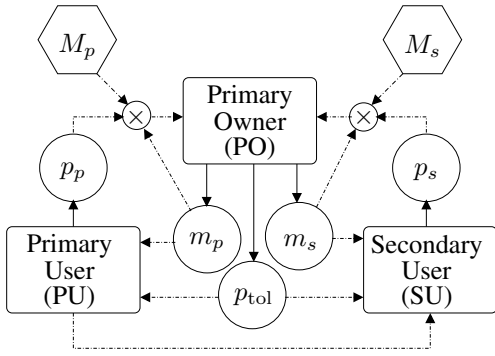 M_p
M_s
Primary
Owner
(PO)
×
×
p_p
p_s
m_p
m_s
Primary
User
(PU)
p_tol
Secondary
User
(SU)